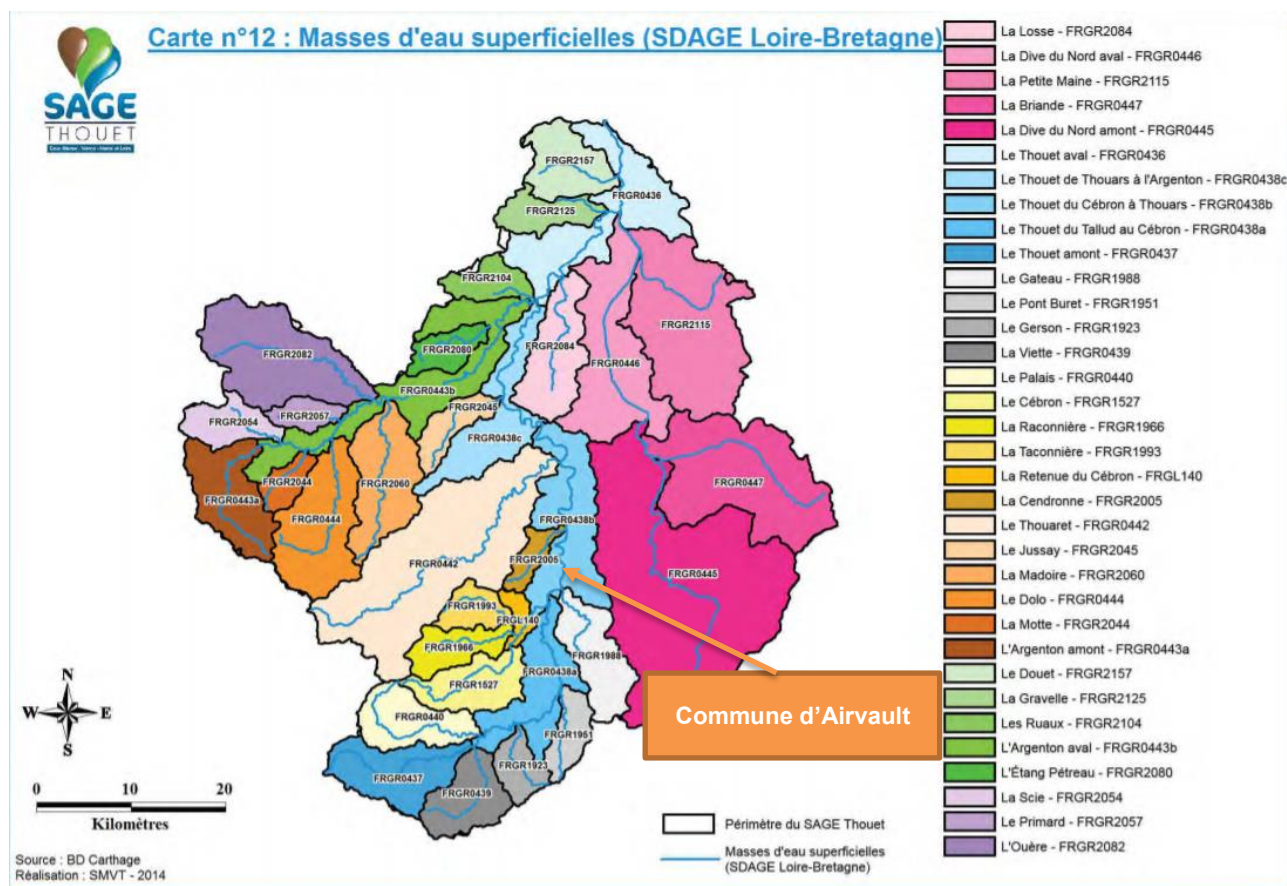 Carte n°12 : Masses d'eau superficielles (SDAGE Loire-Bretagne)
SAGE
THOUET
La Losse - FRGR2084
La Dive du Nord aval - FRGR0446
La Petite Maine - FRGR2115
La Briande - FRGR0447
La Dive du Nord amont - FRGR0445
Le Thouet aval - FRGR0436
Le Thouet de Thouars à l'Argenton - FRGR0438c
Le Thouet du Cébron à Thouars - FRGR0438b
Le Thouet du Tallud au Cébron - FRGR0438a
Le Thouet amont - FRGR0437
Le Gateau - FRGR1988
Le Pont Buret - FRGR1951
Le Gerson - FRGR1923
La Viette - FRGR0439
Le Palais - FRGR0440
Le Cébron - FRGR1527
La Raconnière - FRGR1966
La Taconnière - FRGR1993
La Retenue du Cébron - FRGL140
La Cendronne - FRGR2005
Le Thouaret - FRGR0442
Le Jussay - FRGR2045
La Madoire - FRGR2060
Le Dolo - FRGR0444
La Motte - FRGR2044
L'Argenton amont - FRGR0443a
Le Douet - FRGR2157
La Gravelle - FRGR2125
Les Ruaux - FRGR2104
L'Argenton aval - FRGR0443b
L'Étang Pétreau - FRGR2080
La Scie - FRGR2054
Le Primard - FRGR2057
L'Ouère - FRGR2082
FRGR2157
FRGR0436
FRGR2125
FRGR2104
FRGR2115
FRGR2082
FRGR2080
FRGR2084
FRGR0446
FRGR0443b
FRGR2045
FRGR2057
FRGR2054
FRGR0438c
FRGR2060
FRGR2044
FRGR0443a
FRGR0444
FRGR0447
FRGR0438b
FRGR0442
FRGR2005
FRGR0445
FRGR1993
FRGL140
FRGR1966
FRGR1988
FRGR0438a
FRGR1527
FRGR0440
FRGR1951
FRGR1923
FRGR0437
FRGR0439
Commune d'Airvault
N
W
E
S
0
10
20
Kilomètres
Périmètre du SAGE Thouet
Masses d'eau superficielles
(SDAGE Loire-Bretagne)
Source : BD Carthage
Réalisation : SMVT - 2014